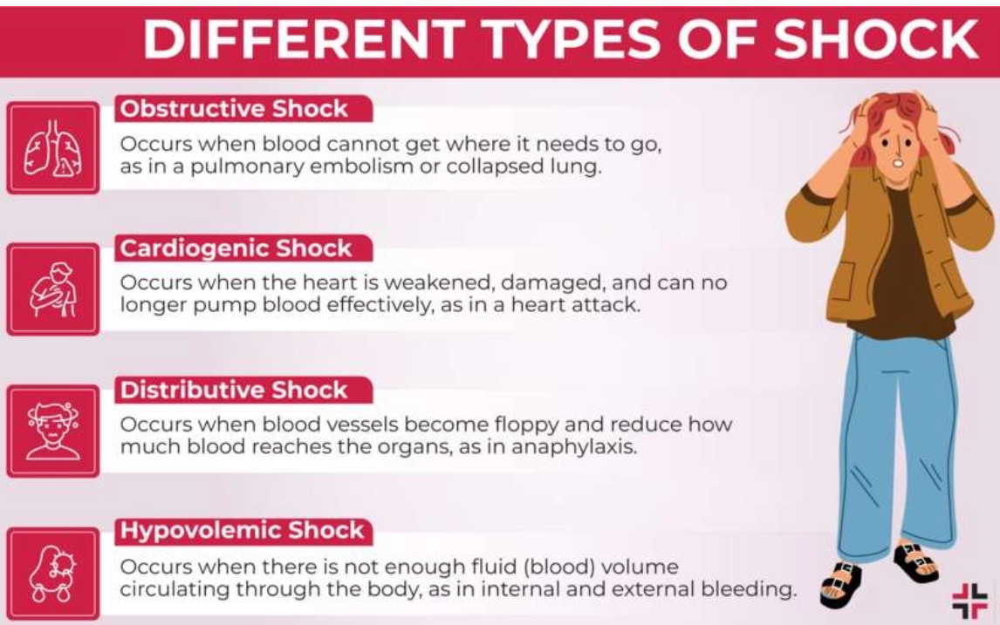 DIFFERENT TYPES OF SHOCK
Obstructive Shock
Occurs when blood cannot get where it needs to go,
as in a pulmonary embolism or collapsed lung.
Cardiogenic Shock
Occurs when the heart is weakened, damaged, and can no
longer pump blood effectively, as in a heart attack.
Distributive Shock
Occurs when blood vessels become floppy and reduce how
much blood reaches the organs, as in anaphylaxis.
Hypovolemic Shock
Occurs when there is not enough fluid (blood) volume
circulating through the body, as in internal and external bleeding.